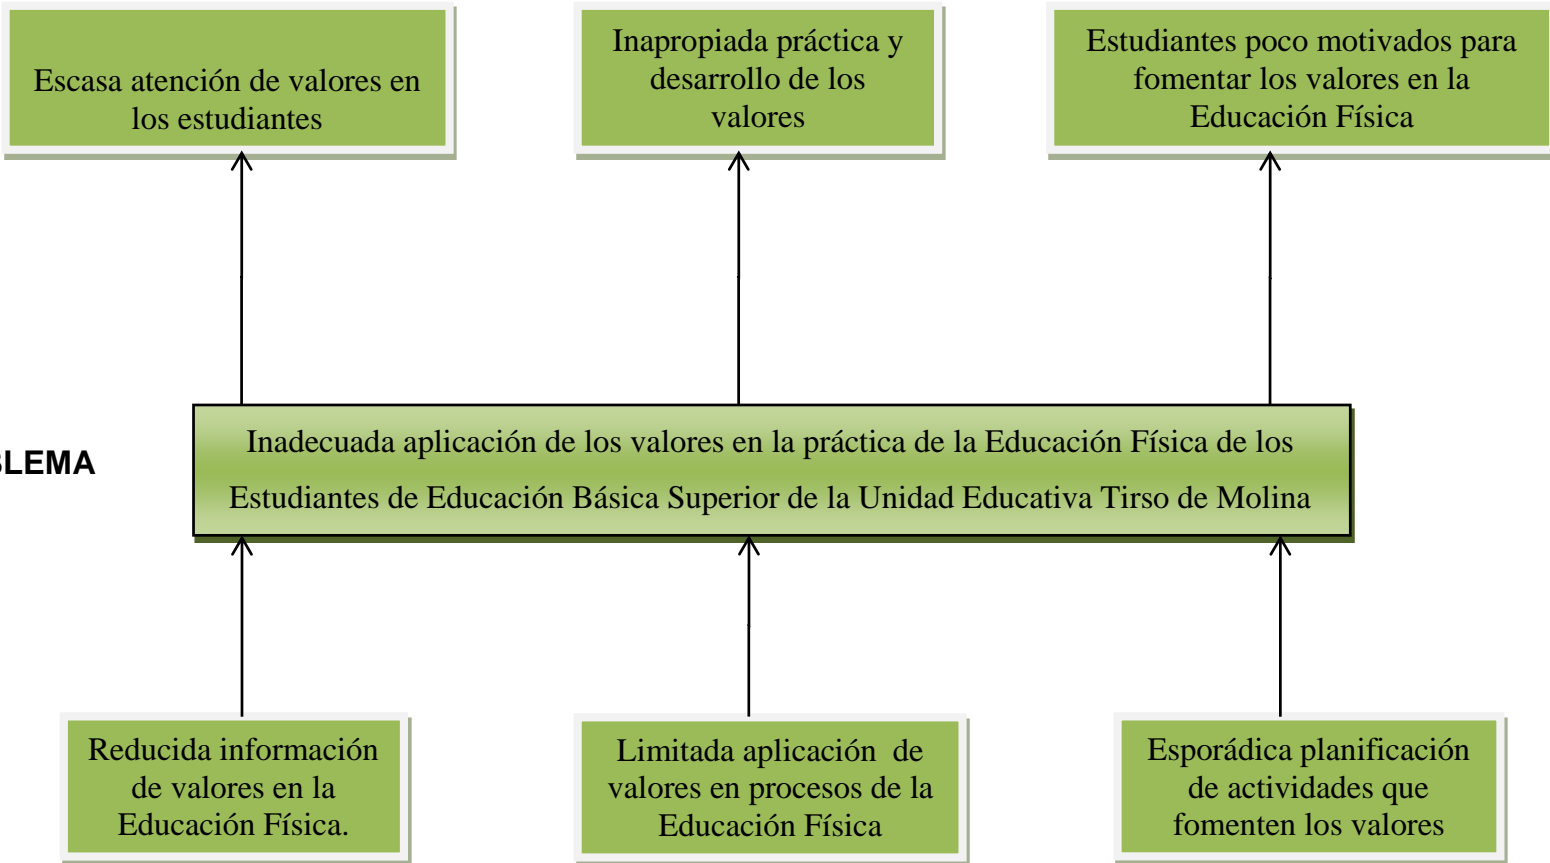 Escasa atención de valores en
los estudiantes
Inapropiada práctica y
desarrollo de los
valores
Estudiantes poco motivados para
fomentar los valores en la
Educación Física
BLEMA
Inadecuada aplicación de los valores en la práctica de la Educación Física de los
Estudiantes de Educación Básica Superior de la Unidad Educativa Tirso de Molina
Reducida información
de valores en la
Educación Física.
Limitada aplicación de
valores en procesos de la
Educación Física
Esporádica planificación
de actividades que
fomenten los valores